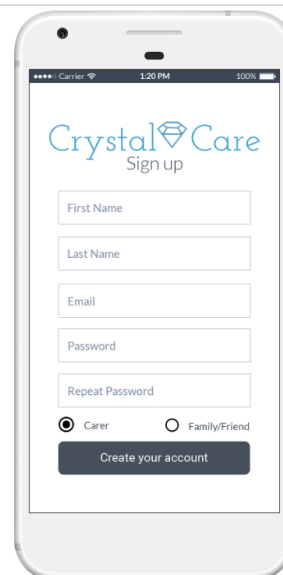 Carrier 1:20 PM 100%
Crystal Care
Sign up
First Name
Last Name
Email
Password
Repeat Password
Carer Family/Friend
Create your account